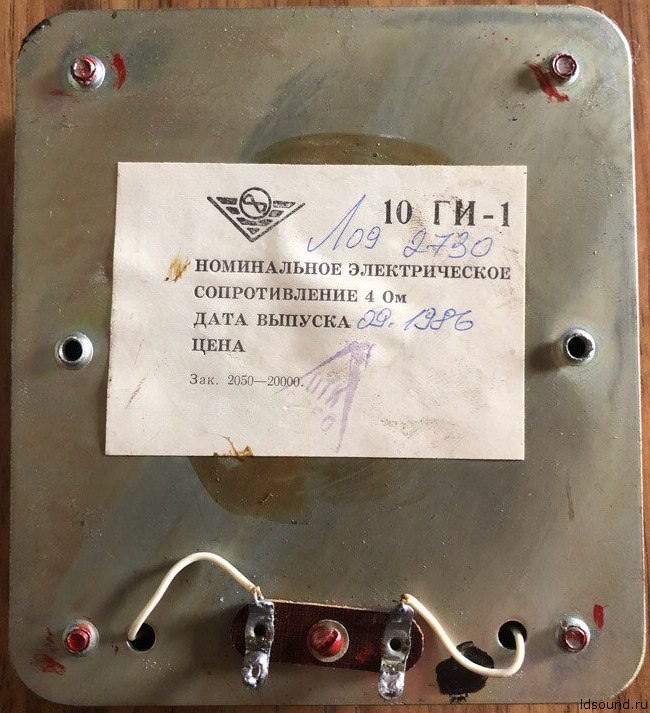 10 ГИ-1
Л09 2730
НОМИНАЛЬНОЕ ЭЛЕКТРИЧЕСКОЕ
СОПРОТИВЛЕНИЕ 4 Ом
ДАТА ВЫПУСКА 09.1986
ЦЕНА
Зак. 2050—20000.
ОТК
ldsound.ru